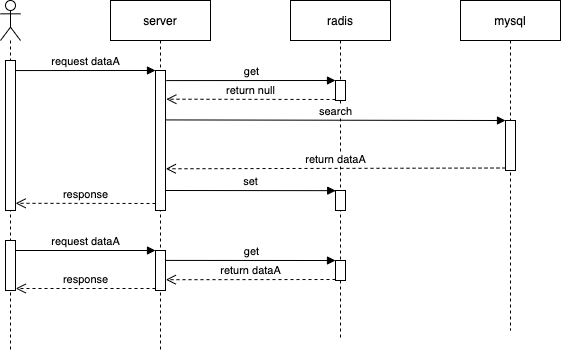 server radis mysql
request dataA
get
return null
search
return dataA
set
response
request dataA
get
return dataA
response